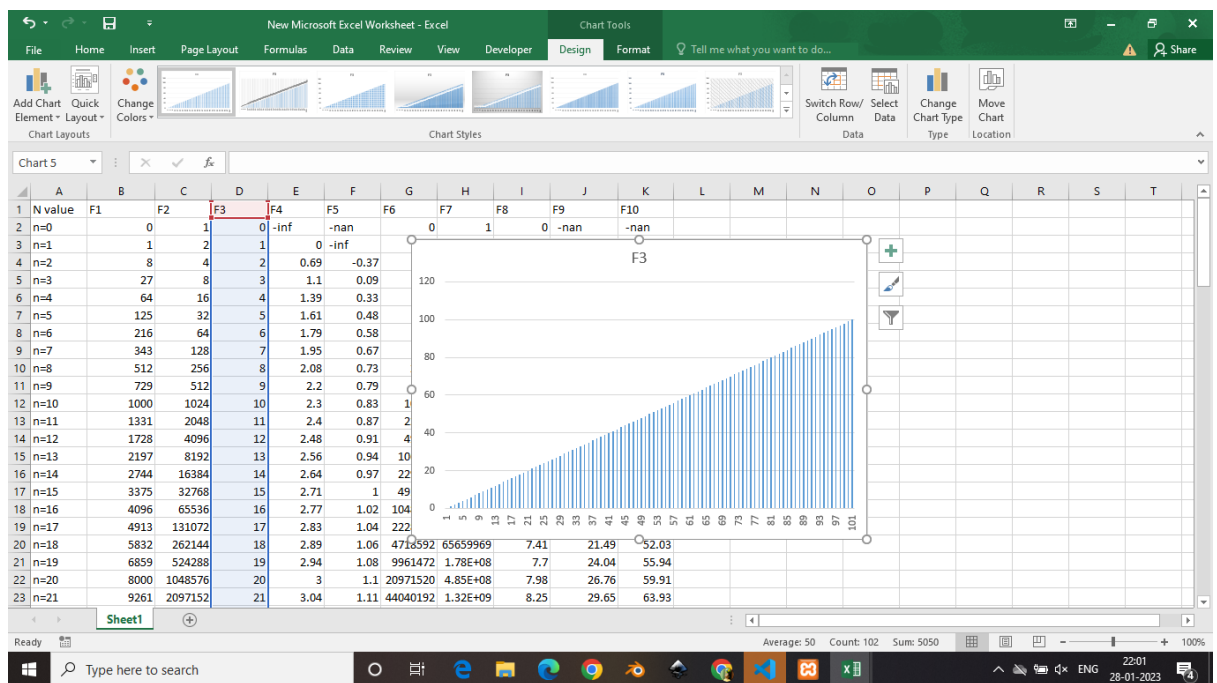 New Microsoft Excel Worksheet - Excel
Chart Tools
File Home Insert Page Layout Formulas Data Review View Developer Design Format Tell me what you want to do... Share
Add Chart Element Quick Layout Change Colors Switch Row/ Column Select Data Change Chart Type Move Chart
Chart Layouts Chart Styles Data Type Location
Chart 5 fx
A B C D E F G H I J K L M N O P Q R S T
1 N value F1 F2 F3 F4 F5 F6 F7 F8 F9 F10
2 n=0 0 1 0 -inf -nan 0 1 0 -nan -nan
3 n=1 1 2 1 0 -inf
4 n=2 8 4 2 0.69 -0.37
5 n=3 27 8 3 1.1 0.09
6 n=4 64 16 4 1.39 0.33
7 n=5 125 32 5 1.61 0.48
8 n=6 216 64 6 1.79 0.58
9 n=7 343 128 7 1.95 0.67
10 n=8 512 256 8 2.08 0.73
11 n=9 729 512 9 2.2 0.79
12 n=10 1000 1024 10 2.3 0.83
13 n=11 1331 2048 11 2.4 0.87
14 n=12 1728 4096 12 2.48 0.91
15 n=13 2197 8192 13 2.56 0.94
16 n=14 2744 16384 14 2.64 0.97
17 n=15 3375 32768 15 2.71 1
18 n=16 4096 65536 16 2.77 1.02
19 n=17 4913 131072 17 2.83 1.04
20 n=18 5832 262144 18 2.89 1.06 4718592 65659969 7.41 21.49 52.03
21 n=19 6859 524288 19 2.94 1.08 9961472 1.78E+08 7.7 24.04 55.94
22 n=20 8000 1048576 20 3 1.1 20971520 4.85E+08 7.98 26.76 59.91
23 n=21 9261 2097152 21 3.04 1.11 44040192 1.32E+09 8.25 29.65 63.93
F3
120
100
80
60
40
20
0
1 5 9 13 17 21 25 29 33 37 41 45 49 53 57 61 65 69 73 77 81 85 89 93 97 101
Sheet1
Ready Average: 50 Count: 102 Sum: 5050 100%
Type here to search ENG 22:01
28-01-2023
4